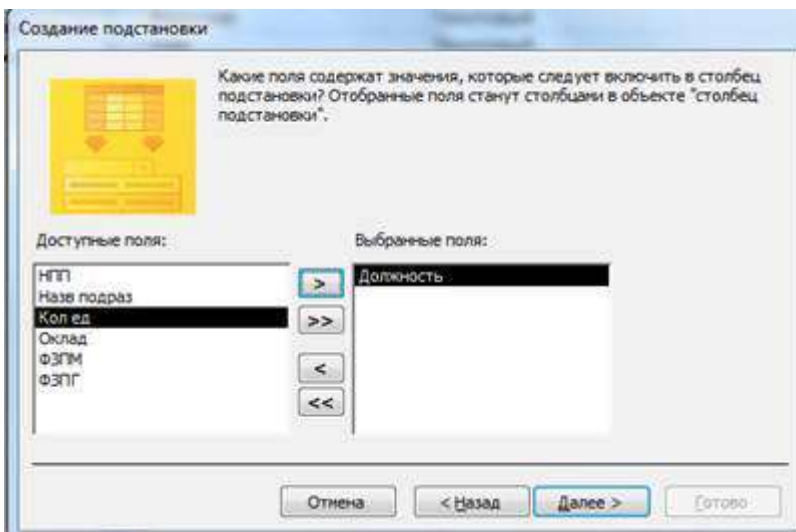 Создание подстановки
Какие поля содержат значения, которые следует включить в столбец
подстановки? Отобранные поля станут столбцами в объекте "столбец
подстановки".
Доступные поля:
Выбранные поля:
НПП
Назв подраз
Кол ед
Оклад
ФЗПМ
ФЗПГ
>
>>
<
<<
Должность
Отмена
< Назад
Далее >
Готово